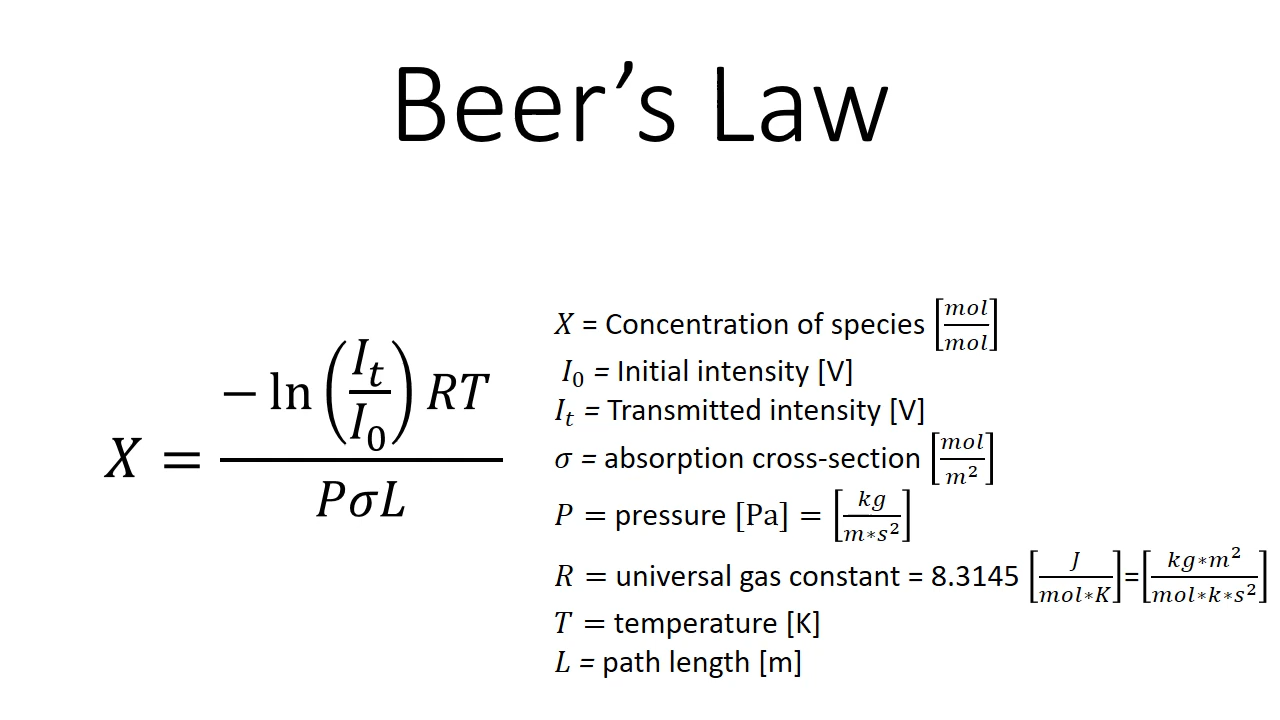 Beer’s Law
X = −ln(I_t/I_0)RT / PσL
X = Concentration of species [mol/mol]
I_0 = Initial intensity [V]
I_t = Transmitted intensity [V]
σ = absorption cross-section [mol/m²]
P = pressure [Pa] = [kg/m∗s²]
R = universal gas constant = 8.3145 [J/mol∗K]=[kg∗m²/mol∗k∗s²]
T = temperature [K]
L = path length [m]